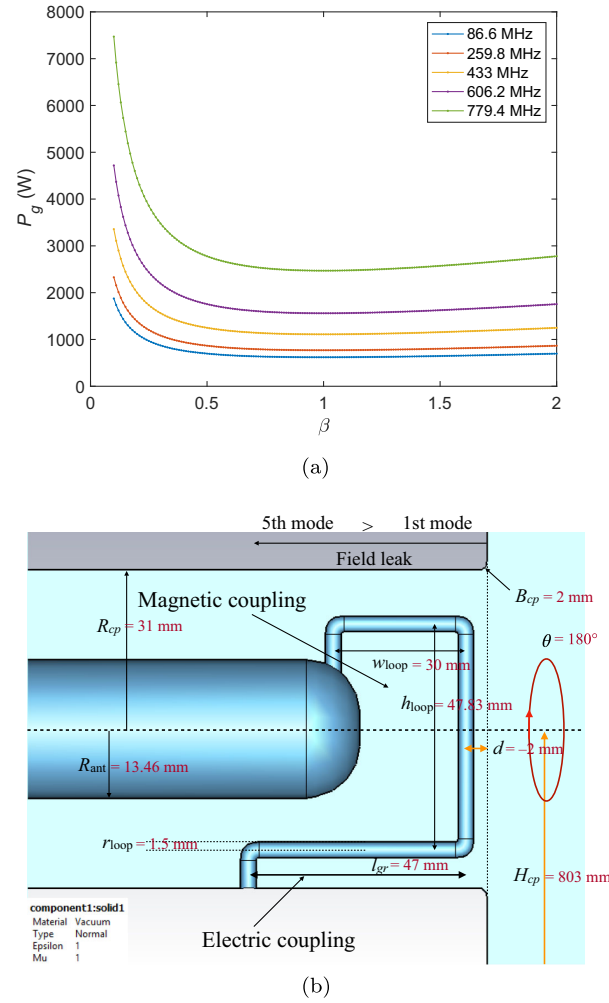 8000
7000
6000
5000
4000
3000
2000
1000
0
P_g (W)
86.6 MHz
259.8 MHz
433 MHz
606.2 MHz
779.4 MHz
0 0.5 1 1.5 2
β
(a)
5th mode > 1st mode
Field leak
Magnetic coupling
B_cp = 2 mm
R_cp = 31 mm
θ = 180°
w_loop = 30 mm
h_loop = 47.83 mm
d = −2 mm
R_ant = 13.46 mm
r_loop = 1.5 mm
l_gr = 47 mm
H_cp = 803 mm
Electric coupling
component1:solid1
Material Vacuum
Type Normal
Epsilon 1
Mu 1
(b)